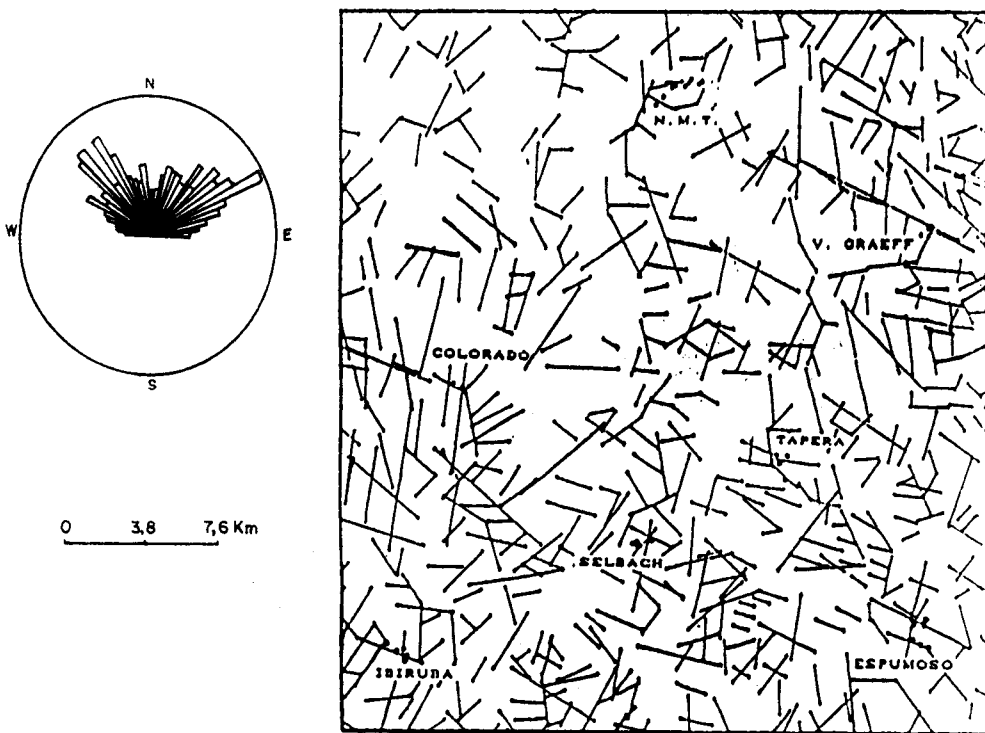 N
W
E
S
0 3,8 7,6 Km
N. M. T.
V. GRAEFF
COLORADO
TAPERA
SELBACH
IBIRUBA
ESPUMOSO